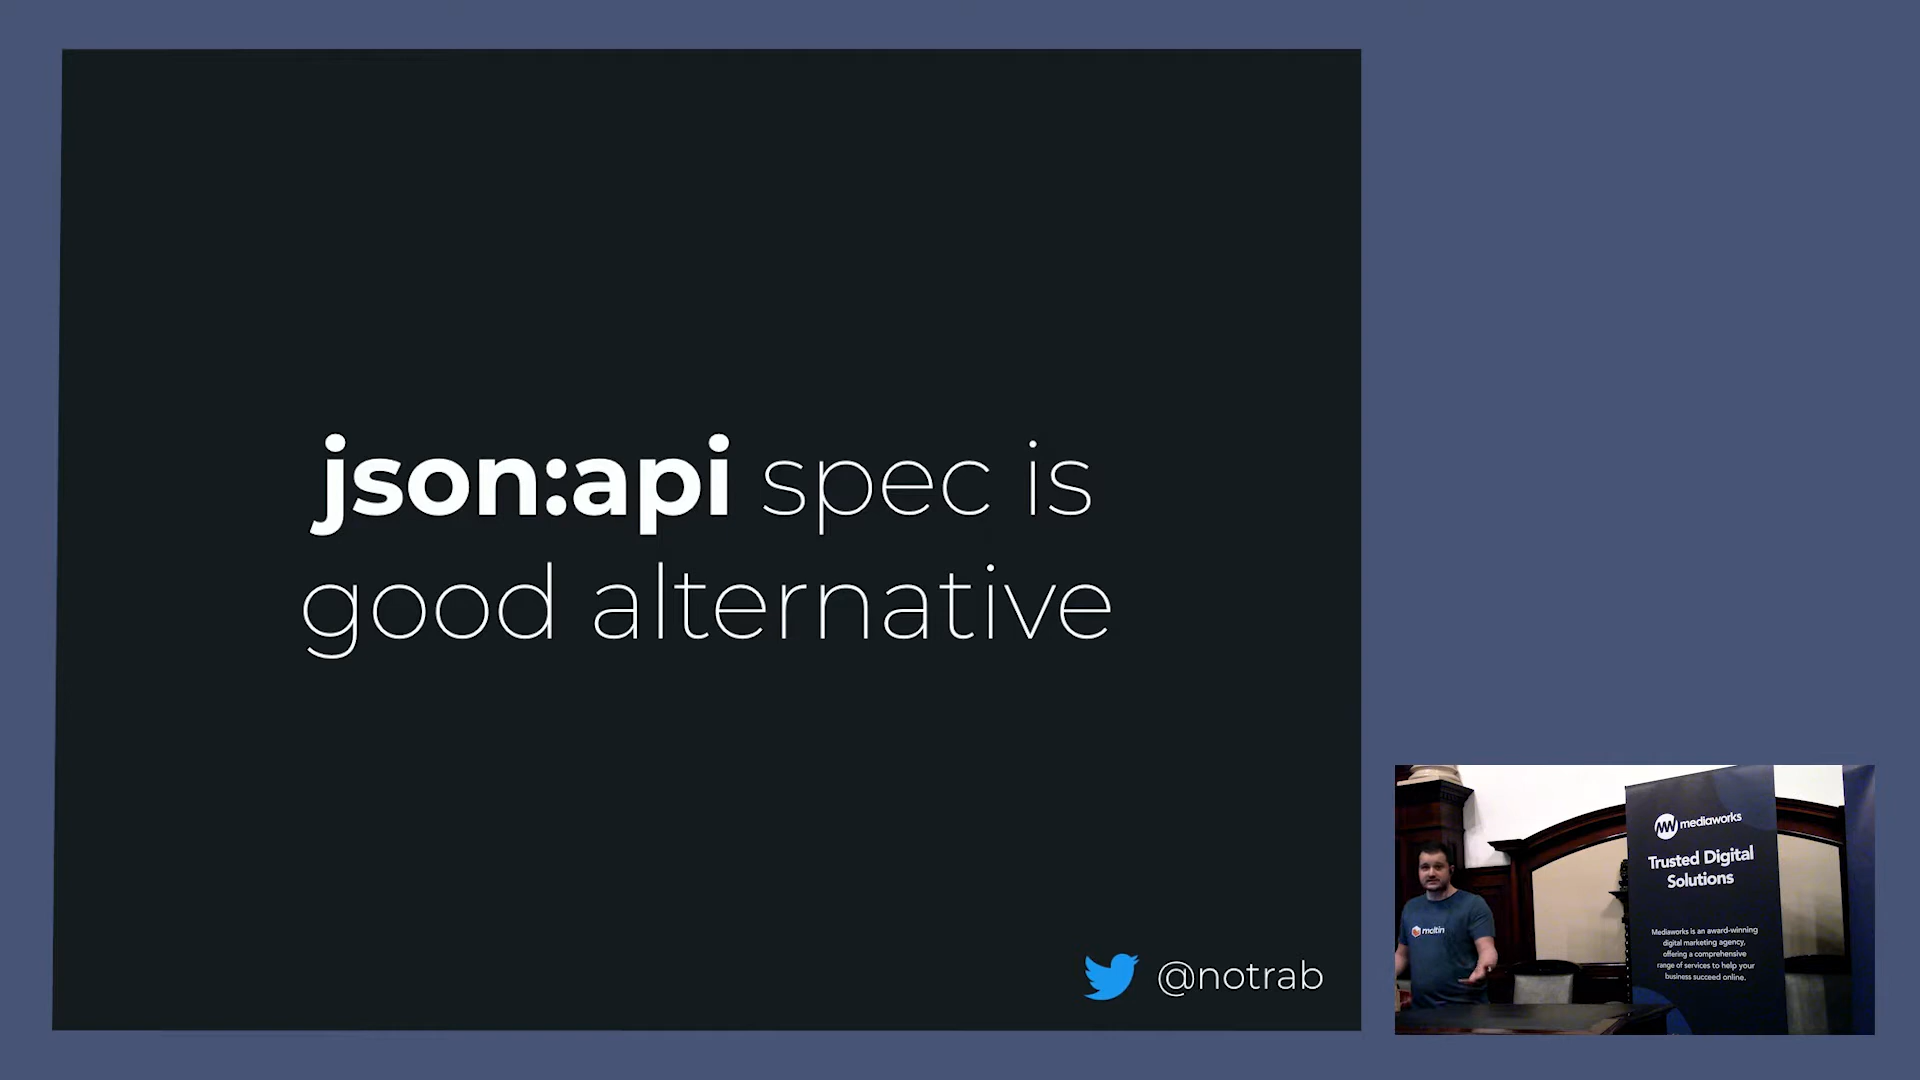 json:api spec is
good alternative
@notrab
mediaworks
Trusted Digital
Solutions
Mediaworks is an award-winning
digital marketing agency,
offering a comprehensive
range of services to help your
business succeed online.
moltin